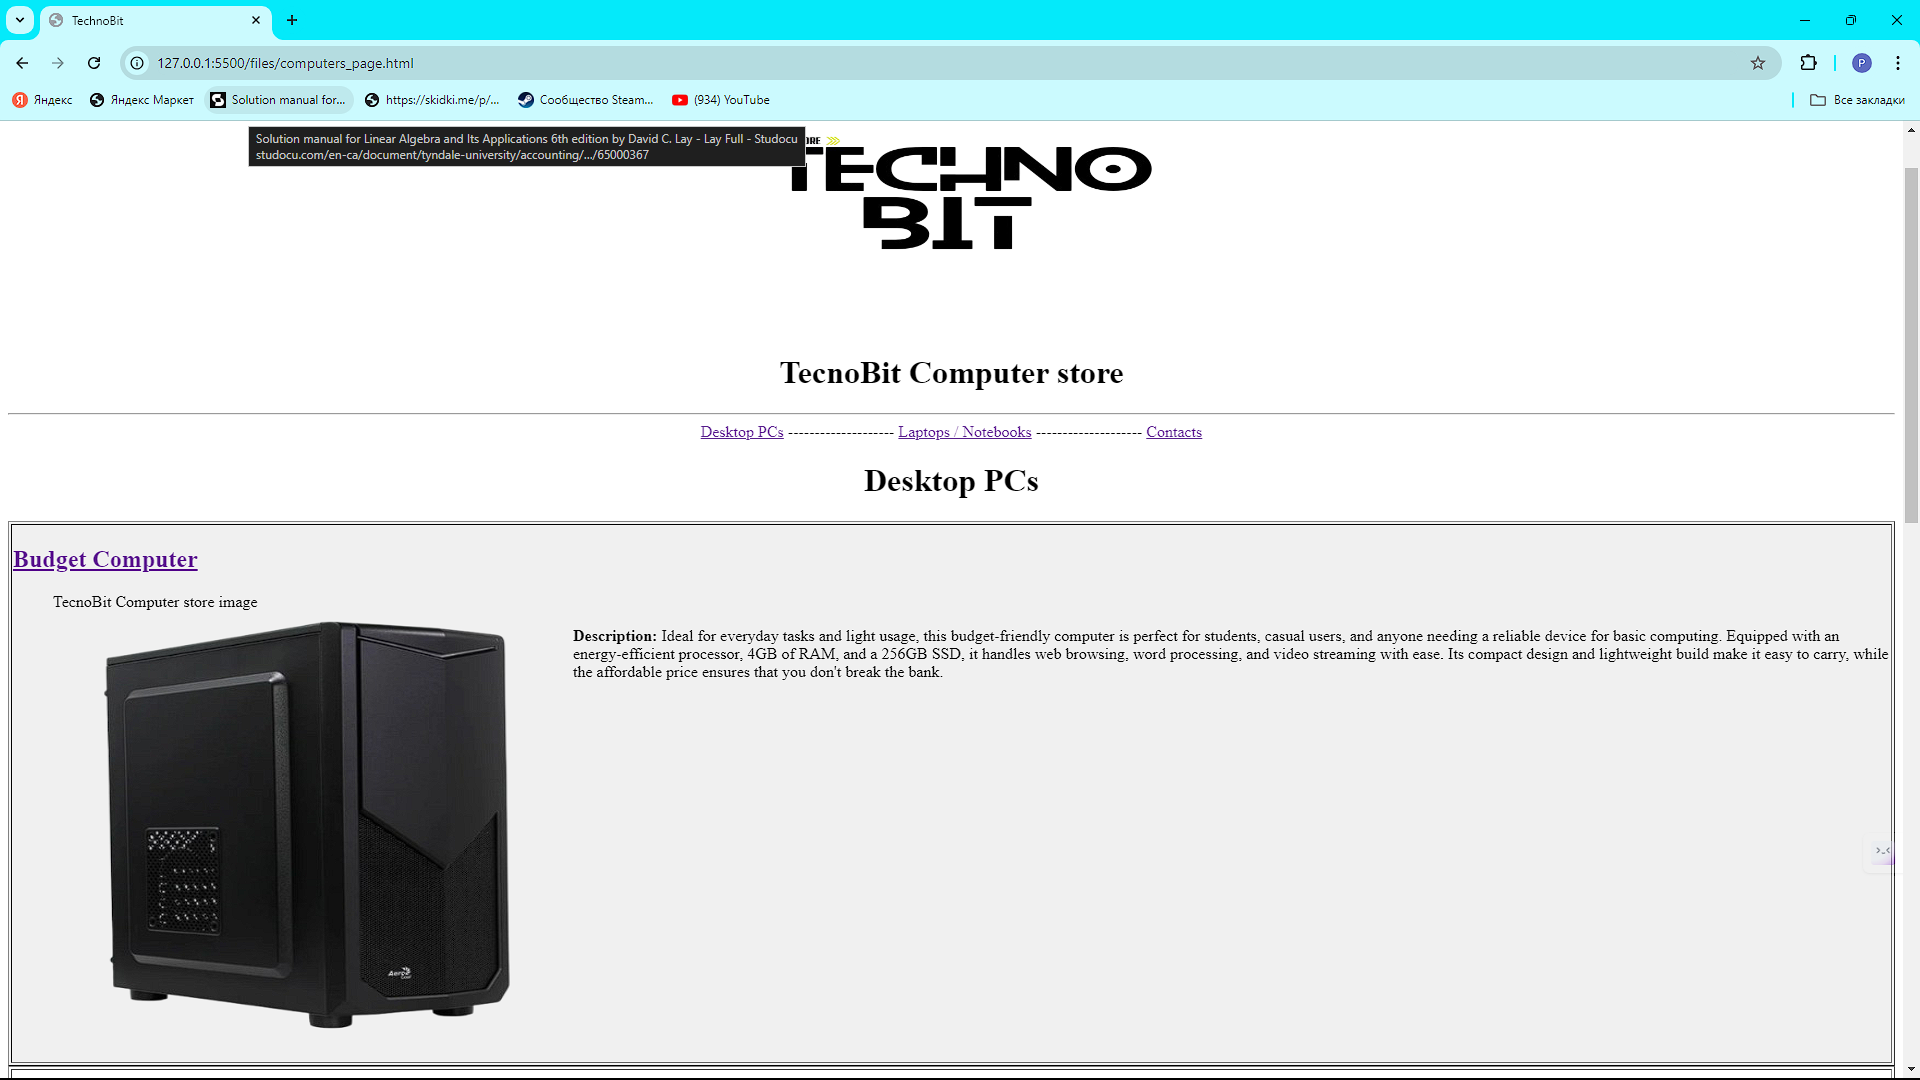 TechnoBit
127.0.0.1:5500/files/computers_page.html
Яндекс
Яндекс Маркет
Solution manual for...
https://skidki.me/p/...
Сообщество Steam...
(934) YouTube
Все закладки
Solution manual for Linear Algebra and Its Applications 6th edition by David C. Lay - Lay Full - Studocu
studocu.com/en-ca/document/tyndale-university/accounting/.../65000367
TECHNO
BIT
TecnoBit Computer store
Desktop PCs -------------------- Laptops / Notebooks -------------------- Contacts
Desktop PCs
Budget Computer
TecnoBit Computer store image
Description: Ideal for everyday tasks and light usage, this budget-friendly computer is perfect for students, casual users, and anyone needing a reliable device for basic computing. Equipped with an
energy-efficient processor, 4GB of RAM, and a 256GB SSD, it handles web browsing, word processing, and video streaming with ease. Its compact design and lightweight build make it easy to carry, while
the affordable price ensures that you don't break the bank.
Aero